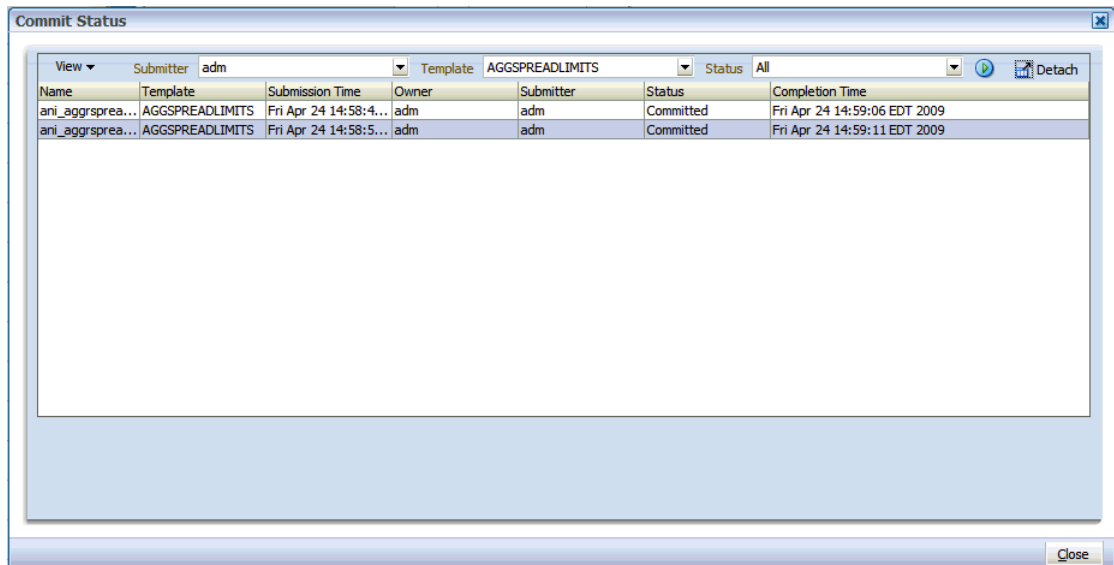 Commit Status
View Submitter adm Template AGGSPREADLIMITS Status All Detach
Name Template Submission Time Owner Submitter Status Completion Time
ani_aggrsprea... AGGSPREADLIMITS Fri Apr 24 14:58:4... adm adm Committed Fri Apr 24 14:59:06 EDT 2009
ani_aggrsprea... AGGSPREADLIMITS Fri Apr 24 14:58:5... adm adm Committed Fri Apr 24 14:59:11 EDT 2009
Close